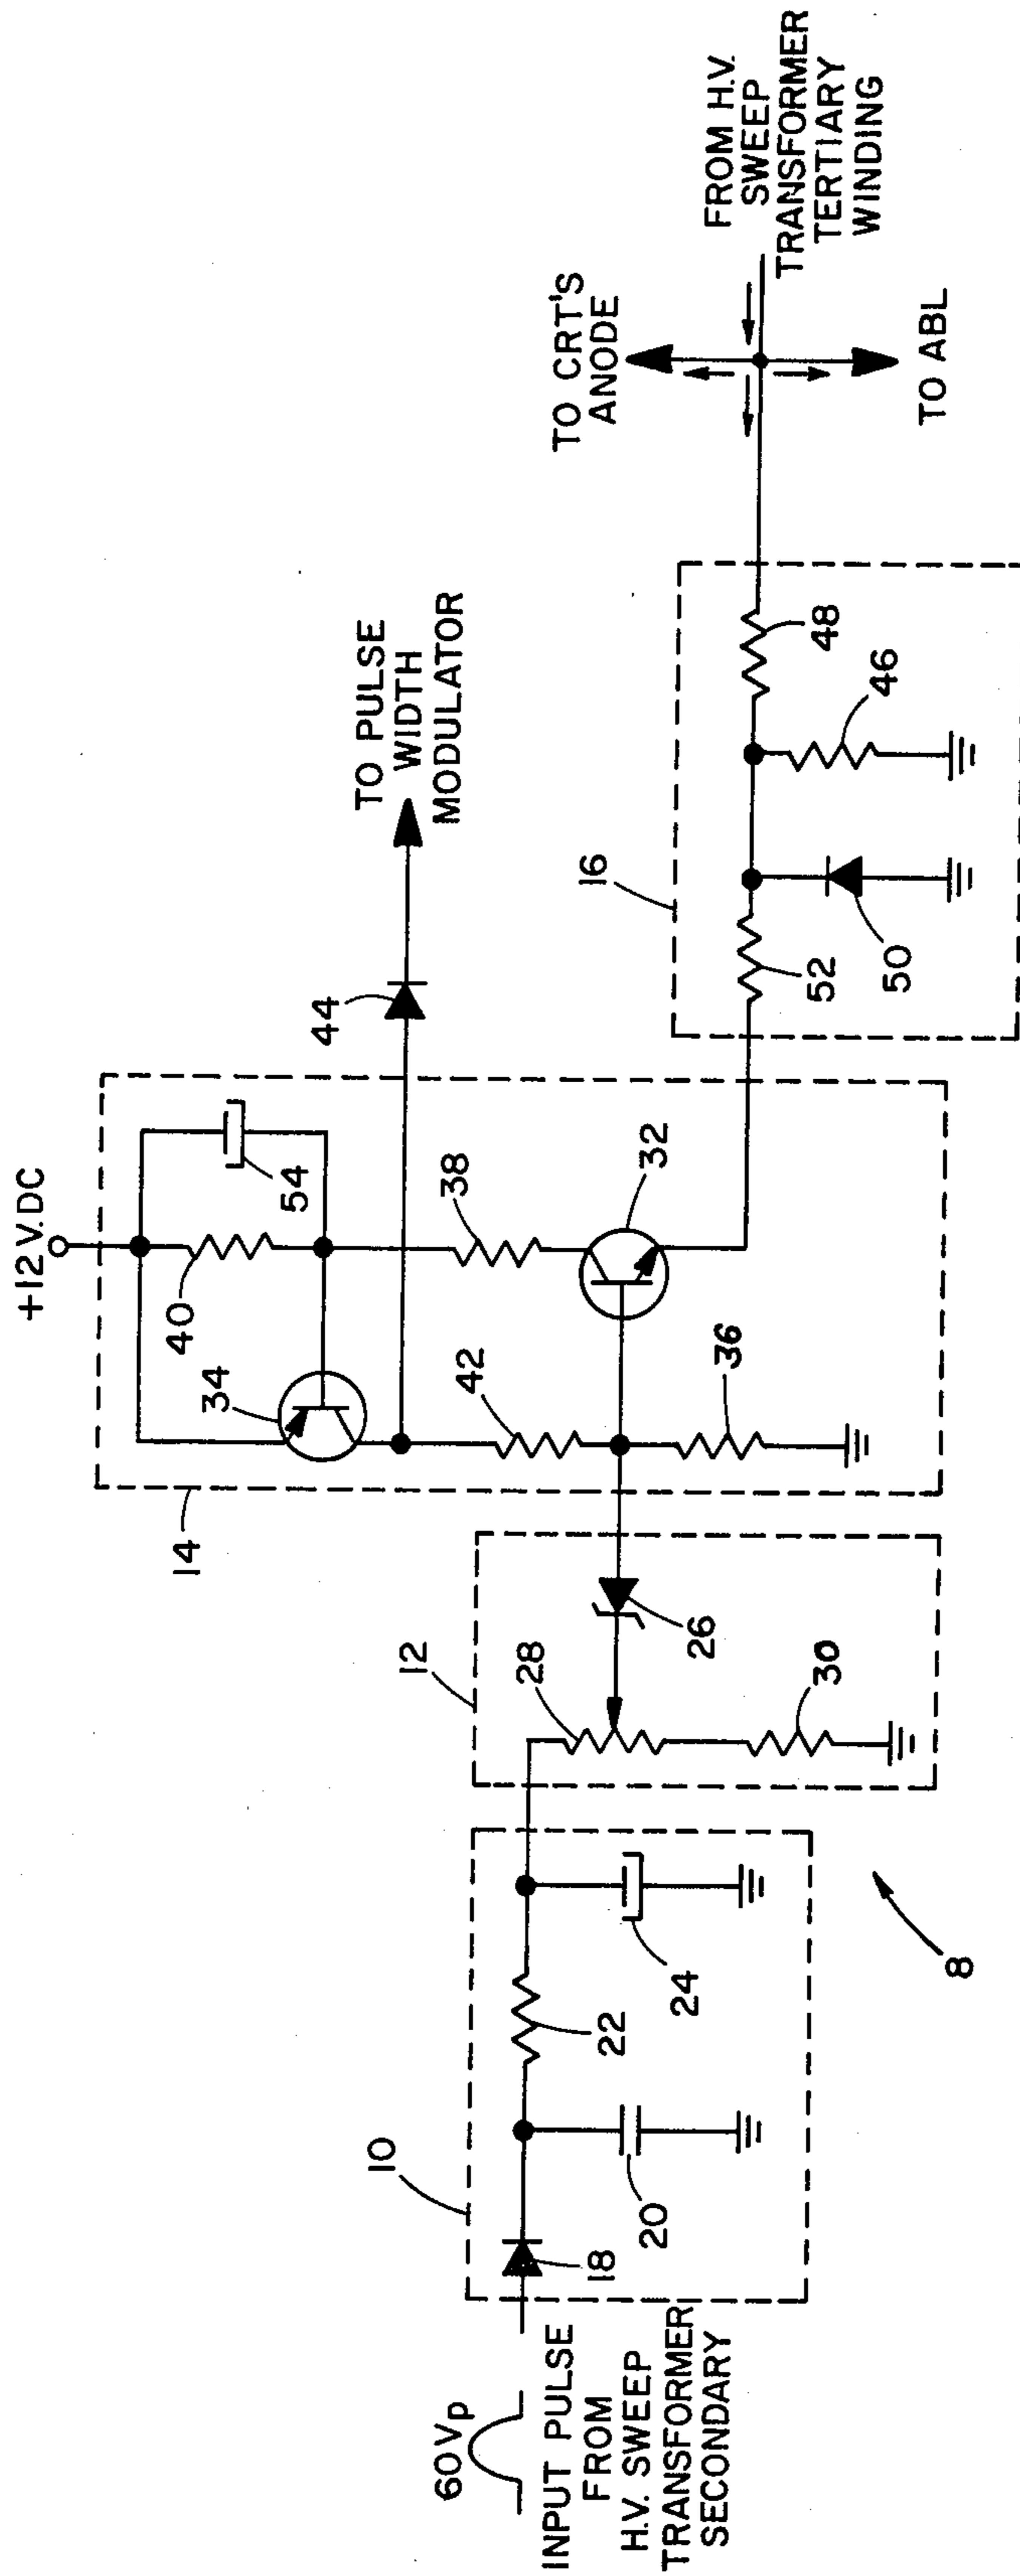 +12 V.DC
14
34
40
54
42
38
32
36
44
TO PULSE
WIDTH
MODULATOR
16
52
50
46
48
TO CRT'S
ANODE
FROM H.V.
SWEEP
TRANSFORMER
TERTIARY
WINDING
TO ABL
12
28
26
30
10
18
20
22
24
60Vp
INPUT PULSE
FROM
H.V. SWEEP
TRANSFORMER
SECONDARY
8